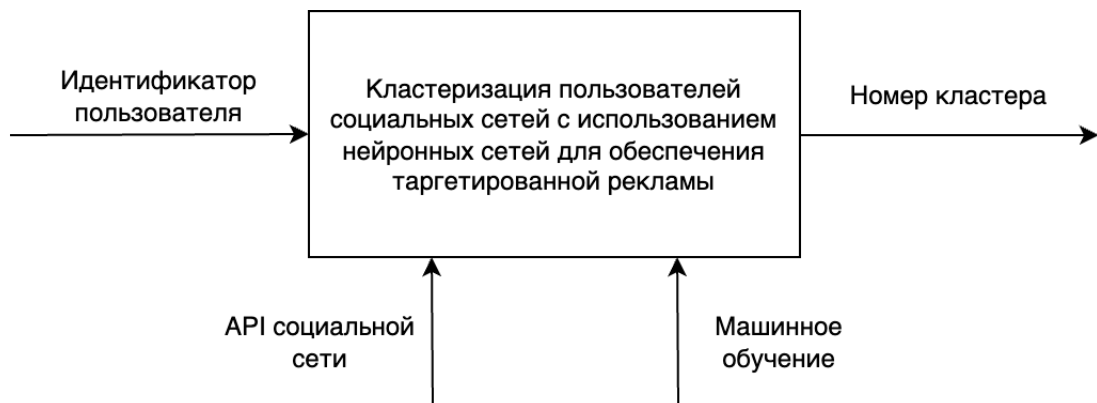 Идентификатор
пользователя
Кластеризация пользователей
социальных сетей с использованием
нейронных сетей для обеспечения
таргетированной рекламы
Номер кластера
API социальной
сети
Машинное
обучение